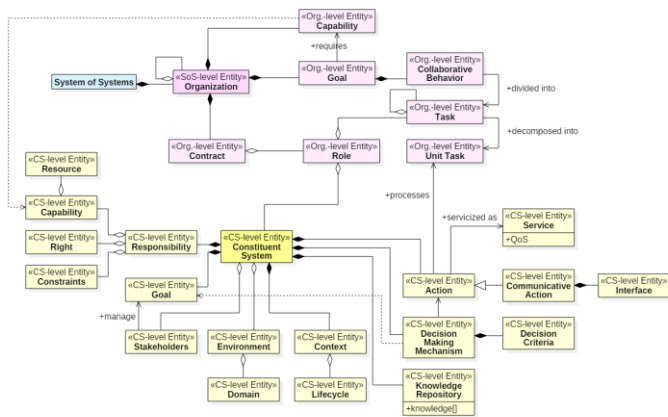 «Org.-level Entity»
Capability
+requires
«Org.-level Entity»
Goal
«Org.-level Entity»
Collaborative
Behavior
System of Systems
«SoS-level Entity»
Organization
+divided into
«Org.-level Entity»
Task
+decomposed into
«Org.-level Entity»
Contract
«Org.-level Entity»
Role
«Org.-level Entity»
Unit Task
«CS-level Entity»
Resource
+processes
«CS-level Entity»
Capability
+servicized as
«CS-level Entity»
Service
+QoS
«CS-level Entity»
Right
«CS-level Entity»
Responsibility
«CS-level Entity»
Constituent
System
«CS-level Entity»
Constraints
«CS-level Entity»
Goal
«CS-level Entity»
Action
«CS-level Entity»
Communicative
Action
«CS-level Entity»
Interface
+manage
«CS-level Entity»
Stakeholders
«CS-level Entity»
Environment
«CS-level Entity»
Context
«CS-level Entity»
Decision
Making
Mechanism
«CS-level Entity»
Decision
Criteria
«CS-level Entity»
Domain
«CS-level Entity»
Lifecycle
«CS-level Entity»
Knowledge
Repository
+knowledge[]